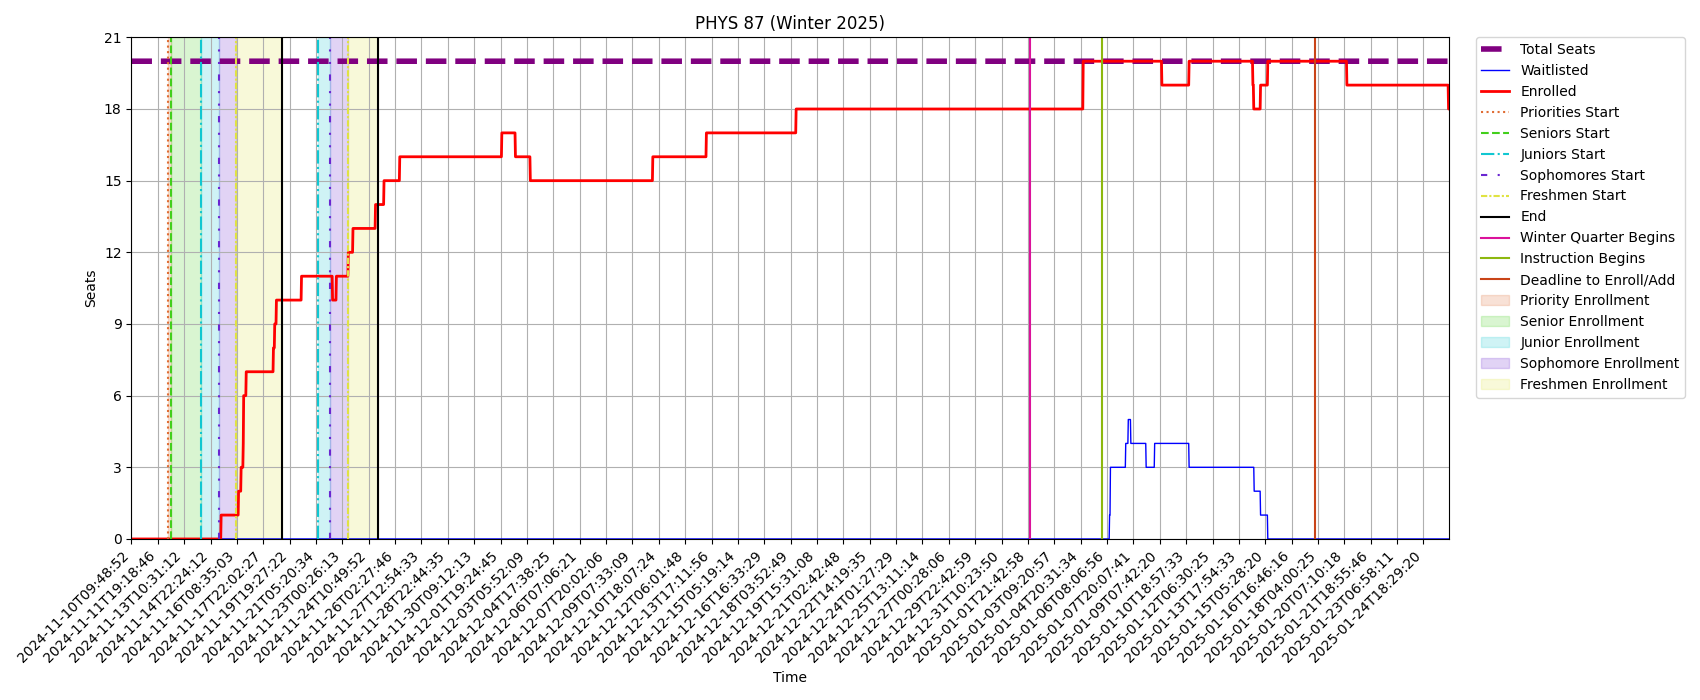 PHYS 87 (Winter 2025)
21
18
15
12
9
6
3
0
Seats
2024-11-10T09:48:52
2024-11-11T19:18:46
2024-11-13T10:31:12
2024-11-14T22:24:12
2024-11-16T08:35:03
2024-11-17T22:02:27
2024-11-19T19:27:22
2024-11-21T05:20:34
2024-11-23T00:26:13
2024-11-24T10:49:52
2024-11-26T02:27:46
2024-11-27T12:54:33
2024-11-28T22:44:35
2024-11-30T09:12:13
2024-12-01T19:24:45
2024-12-03T05:52:09
2024-12-04T17:38:25
2024-12-06T07:06:21
2024-12-07T20:02:06
2024-12-09T07:33:09
2024-12-10T18:07:24
2024-12-12T06:01:48
2024-12-13T17:11:56
2024-12-15T05:19:14
2024-12-16T16:33:29
2024-12-18T03:52:49
2024-12-19T15:31:08
2024-12-21T02:42:48
2024-12-22T14:19:35
2024-12-24T01:27:29
2024-12-25T13:11:14
2024-12-27T00:28:06
2024-12-29T22:42:59
2024-12-31T10:23:50
2025-01-01T21:42:58
2025-01-03T09:20:57
2025-01-04T20:31:34
2025-01-06T08:06:56
2025-01-07T20:07:41
2025-01-09T07:42:20
2025-01-10T18:57:33
2025-01-12T06:30:25
2025-01-13T17:54:33
2025-01-15T05:28:20
2025-01-16T16:46:16
2025-01-18T04:00:25
2025-01-20T07:10:18
2025-01-21T18:55:46
2025-01-23T06:58:11
2025-01-24T18:29:20
Time
Total Seats
Waitlisted
Enrolled
Priorities Start
Seniors Start
Juniors Start
Sophomores Start
Freshmen Start
End
Winter Quarter Begins
Instruction Begins
Deadline to Enroll/Add
Priority Enrollment
Senior Enrollment
Junior Enrollment
Sophomore Enrollment
Freshmen Enrollment